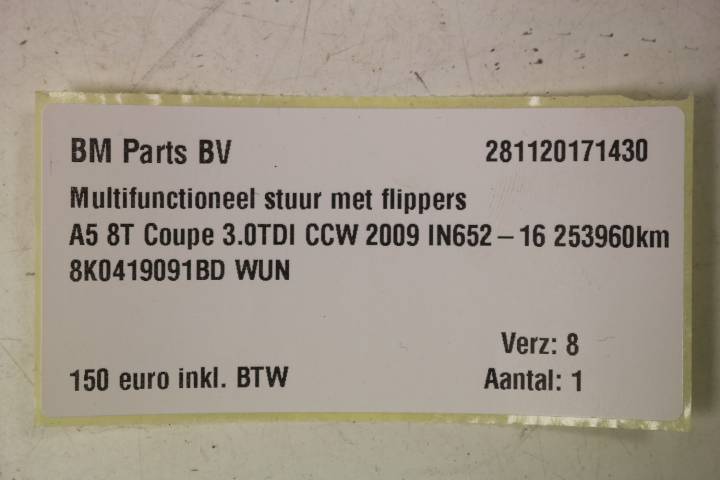 BM Parts BV 281120171430
Multifunctioneel stuur met flippers
A5 8T Coupe 3.0TDI CCW 2009 IN652 – 16 253960km
8K0419091BD WUN
Verz: 8
150 euro inkl. BTW Aantal: 1